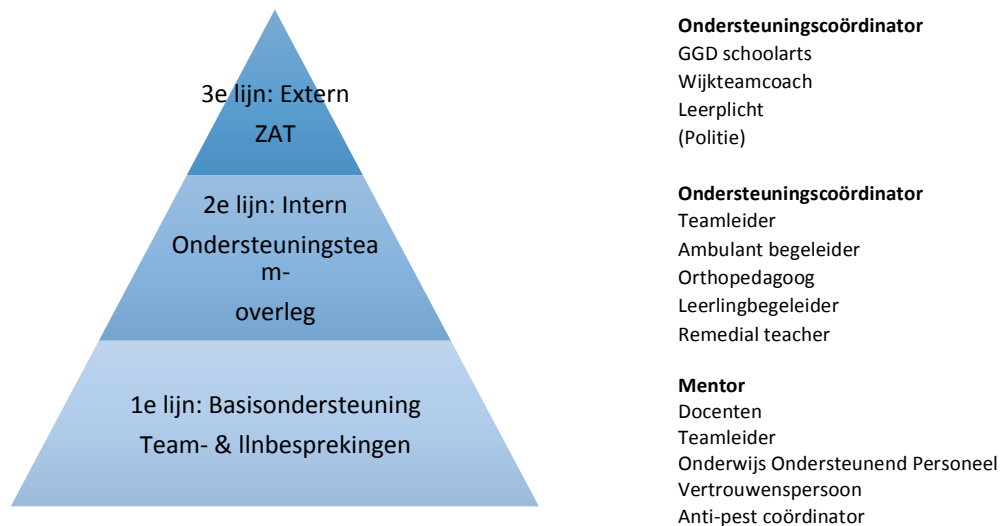 3e lijn: Extern
ZAT
2e lijn: Intern
Ondersteuningstea
m-
overleg
1e lijn: Basisondersteuning
Team- & llnbesprekingen
Ondersteuningscoördinator
GGD schoolarts
Wijkteamcoach
Leerplicht
(Politie)
Ondersteuningscoördinator
Teamleider
Ambulant begeleider
Orthopedagoog
Leerlingbegeleider
Remedial teacher
Mentor
Docenten
Teamleider
Onderwijs Ondersteunend Personeel
Vertrouwenspersoon
Anti-pest coördinator